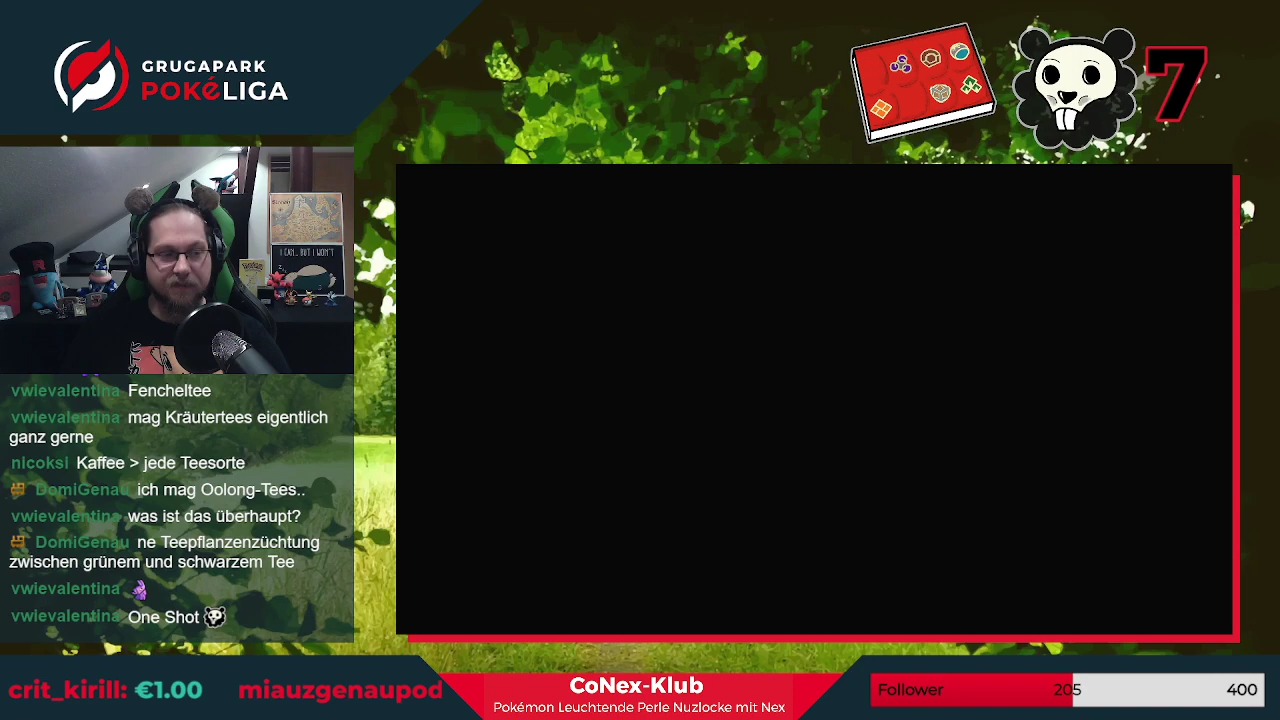 GRUGAPARK
POKéLIGA
7
I CAN... BUT I WON'T
vwievalentina Fencheltee
vwievalentina mag Kräutertees eigentlich
ganz gerne
nicoksi Kaffee > jede Teesorte
DomiGenau ich mag Oolong-Tees..
vwievalentina was ist das überhaupt?
DomiGenau ne Teepflanzenzüchtung
zwischen grünem und schwarzem Tee
vwievalentina
vwievalentina One Shot
crit_kirill: €1.00 miauzgenaupod
CoNex-Klub
Pokémon Leuchtende Perle Nuzlocke mit Nex
Follower 205 400